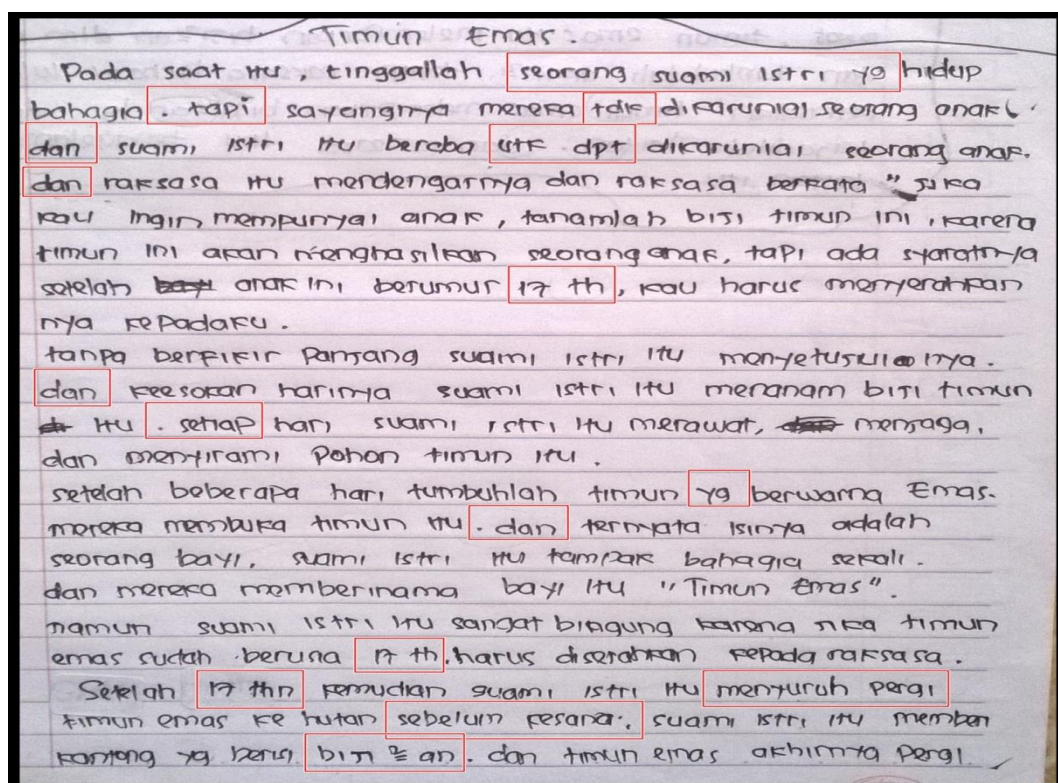 Timun Emas.
Pada saat itu, tinggallah seorang suami istri yg hidup
bahagia. tapi sayangnya mereka tdk dikaruniai seorang anak
dan suami istri itu beroba utk dpt dikaruniai seorang anak.
dan raksasa itu mendengarnya dan raksasa berkata "jika
kau ingin mempunyai anak, tanamlah biji timun ini, karena
timun ini akan menghasilkan seorang anak, tapi ada syaratnya
setelah anak ini berumur 17 th, kau harus menyerahkan
nya kepadaku.
tanpa berfikir panjang suami istri itu menyetujuinya.
dan keesokan harinya suami istri itu menanam biji timun
itu. setiap hari suami istri itu merawat, menjaga,
dan menyirami pohon timun itu.
setelah beberapa hari tumbuhlah timun yg berwarna Emas.
mereka membuka timun itu. dan ternyata isinya adalah
seorang bayi. suami istri itu tampak bahagia sekali.
dan mereka memberinama bayi itu "Timun Emas".
namun suami istri itu sangat bingung karena jika timun
emas sudah berusia 17 th. harus diserahkan kepada raksasa.
Setelah 17 thn kemudian suami istri itu menyuruh pergi
timun emas ke hutan sebelum kesana. suami istri itu memberi
kantong yg berisi biji an. dan timun emas akhirnya pergi